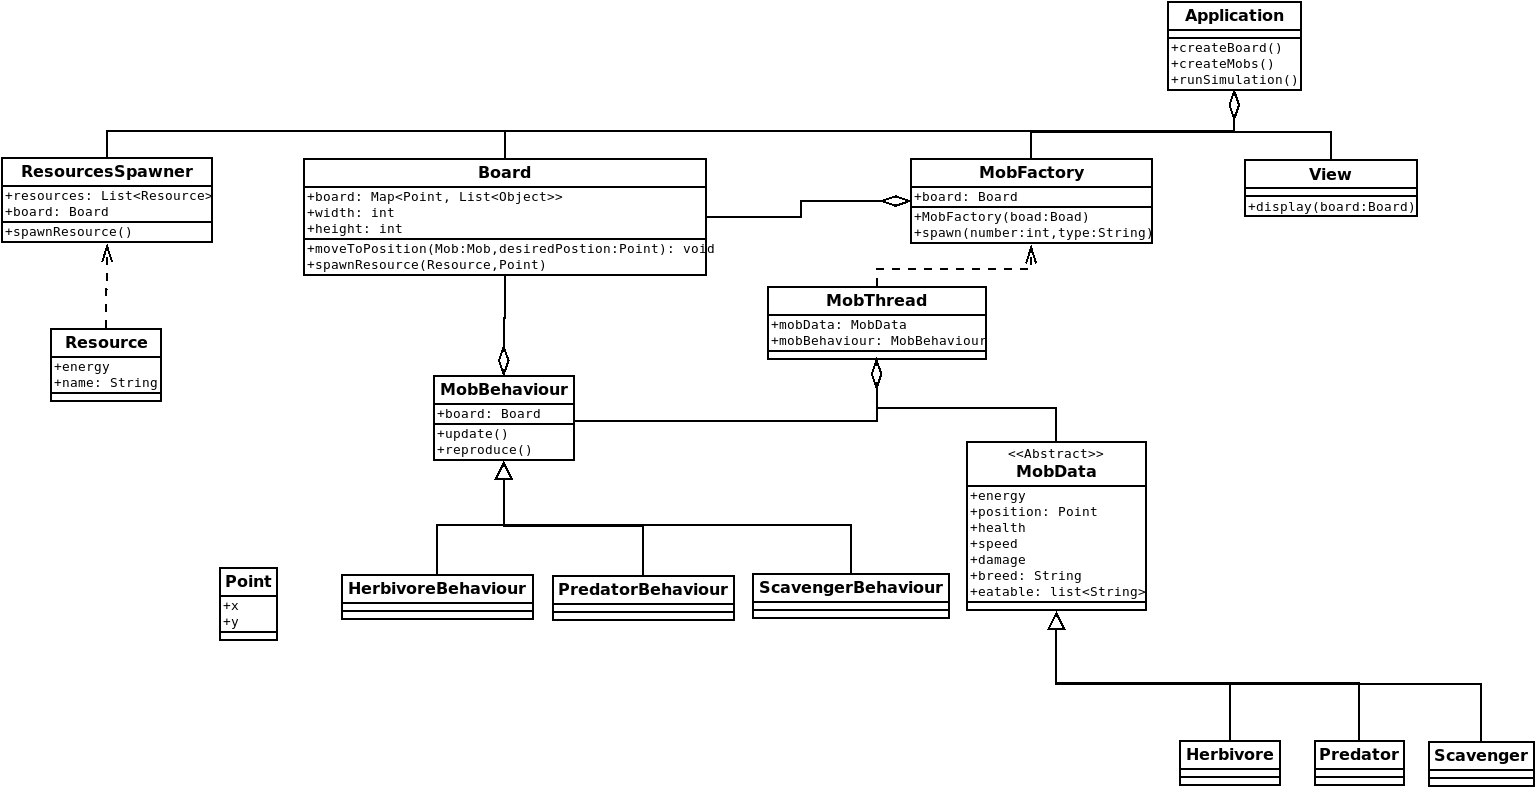 Application
+createBoard()
+createMobs()
+runSimulation()
ResourcesSpawner
+resources: List<Resource>
+board: Board
+spawnResource()
Board
+board: Map<Point, List<Object>>
+width: int
+height: int
+moveToPosition(Mob:Mob,desiredPostion:Point): void
+spawnResource(Resource,Point)
MobFactory
+board: Board
+MobFactory(boad:Boad)
+spawn(number:int,type:String)
View
+display(board:Board)
MobThread
+mobData: MobData
+mobBehaviour: MobBehaviour
Resource
+energy
+name: String
MobBehaviour
+board: Board
+update()
+reproduce()
<<Abstract>>
MobData
+energy
+position: Point
+health
+speed
+damage
+breed: String
+eatable: list<String>
Point
+x
+y
HerbivoreBehaviour
PredatorBehaviour
ScavengerBehaviour
Herbivore
Predator
Scavenger